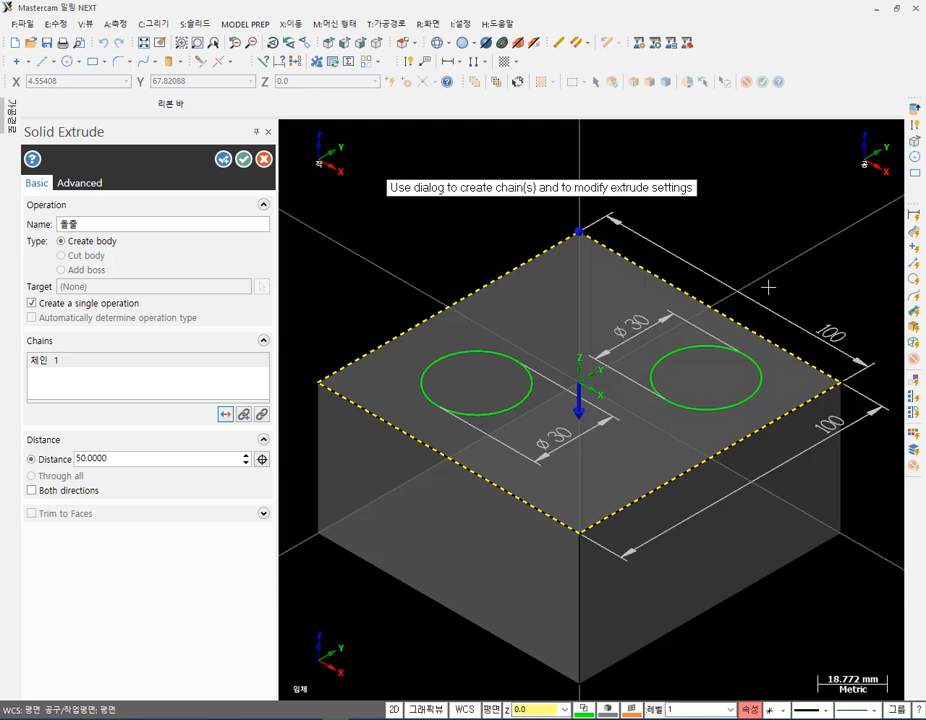 Mastercam 밀링 NEXT
F:파일 E:수정 V:뷰 A:측정 C:그리기 S:솔리드 MODEL PREP X:이동 M:머신 형태 T:가공경로 R:화면 I:설정 H:도움말
X 4.55408 Y 67.82088 Z 0.0
리본 바
가공경로
Solid Extrude
Basic Advanced
Operation
Name: 돌출
Type: Create body
Cut body
Add boss
Target (None)
Create a single operation
Automatically determine operation type
Chains
체인 1
Distance
Distance 50.0000
Through all
Both directions
Trim to Faces
Use dialog to create chain(s) and to modify extrude settings
Z
Y
X
Z
Y
X
Ø 30
100
Z
Y
X
Ø 30
100
Z
Y
X
입체
18.772 mm
Metric
WCS: 평면 공구/작업평면: 평면
2D 그래픽뷰 WCS 평면 Z 0.0 레벨 1 속성 그룹 ?